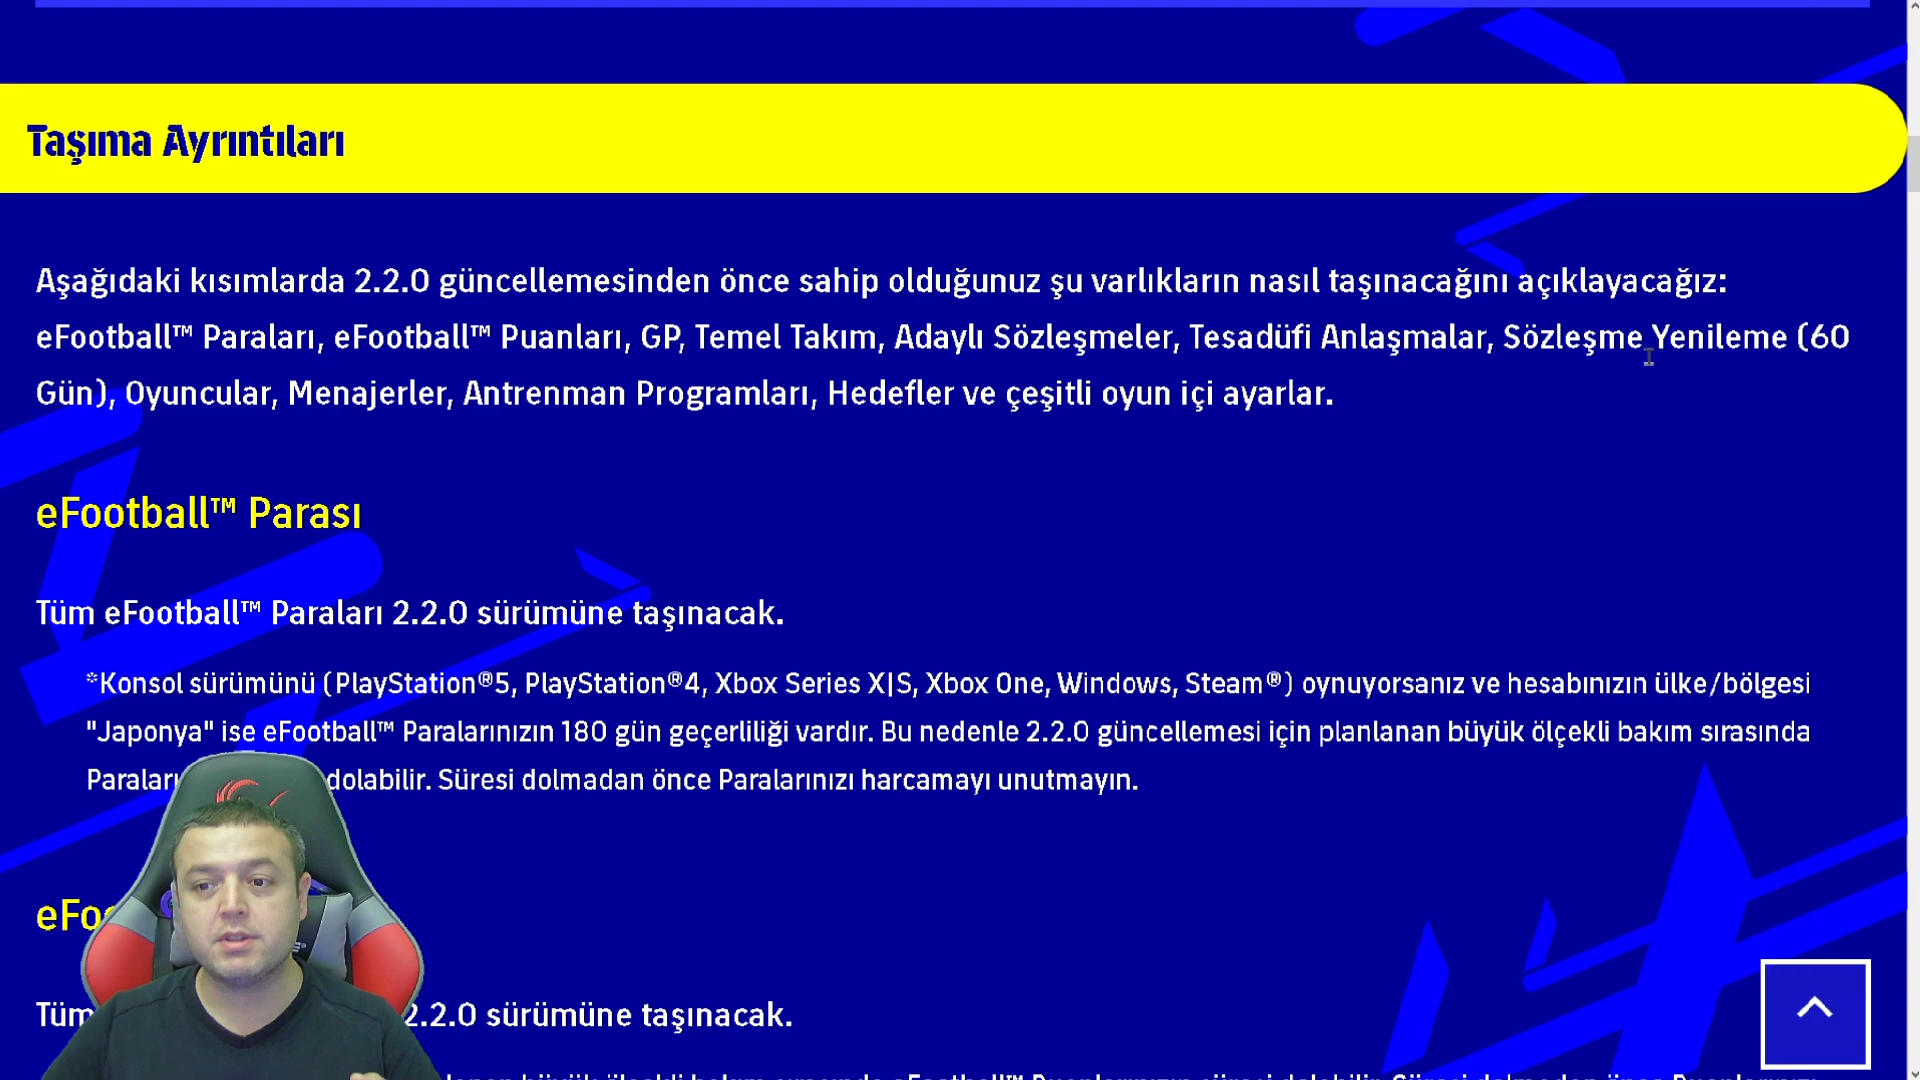 Taşıma Ayrıntıları
Aşağıdaki kısımlarda 2.2.0 güncellemesinden önce sahip olduğunuz şu varlıkların nasıl taşınacağını açıklayacağız:
eFootball™ Paraları, eFootball™ Puanları, GP, Temel Takım, Adaylı Sözleşmeler, Tesadüfi Anlaşmalar, Sözleşme Yenileme (60
Gün), Oyuncular, Menajerler, Antrenman Programları, Hedefler ve çeşitli oyun içi ayarlar.
eFootball™ Parası
Tüm eFootball™ Paraları 2.2.0 sürümüne taşınacak.
*Konsol sürümünü (PlayStation®5, PlayStation®4, Xbox Series X|S, Xbox One, Windows, Steam®) oynuyorsanız ve hesabınızın ülke/bölgesi
"Japonya" ise eFootball™ Paralarınızın 180 gün geçerliliği vardır. Bu nedenle 2.2.0 güncellemesi için planlanan büyük ölçekli bakım sırasında
dolabilir. Süresi dolmadan önce Paralarınızı harcamayı unutmayın.
Tüm 2.2.0 sürümüne taşınacak.